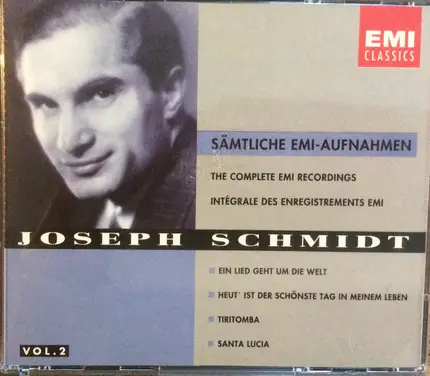 EMI
CLASSICS
SÄMTLICHE EMI-AUFNAHMEN
THE COMPLETE EMI RECORDINGS
INTÉGRALE DES ENREGISTREMENTS EMI
JOSEPH SCHMIDT
EIN LIED GEHT UM DIE WELT
HEUT' IST DER SCHÖNSTE TAG IN MEINEM LEBEN
TIRITOMBA
SANTA LUCIA
VOL.2